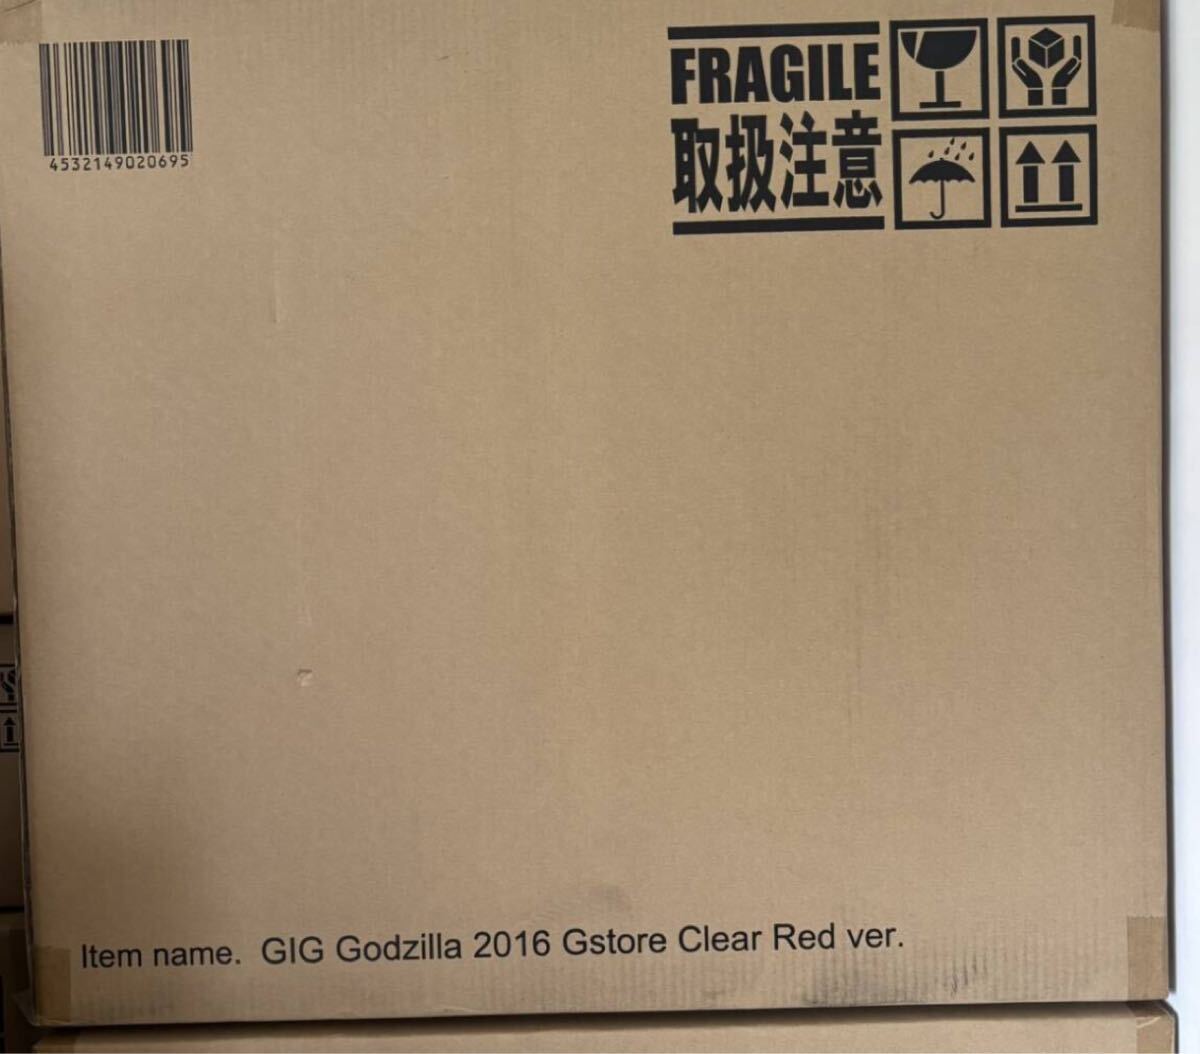 4532149020695
FRAGILE
取扱注意
Item name. GIG Godzilla 2016 Gstore Clear Red ver.